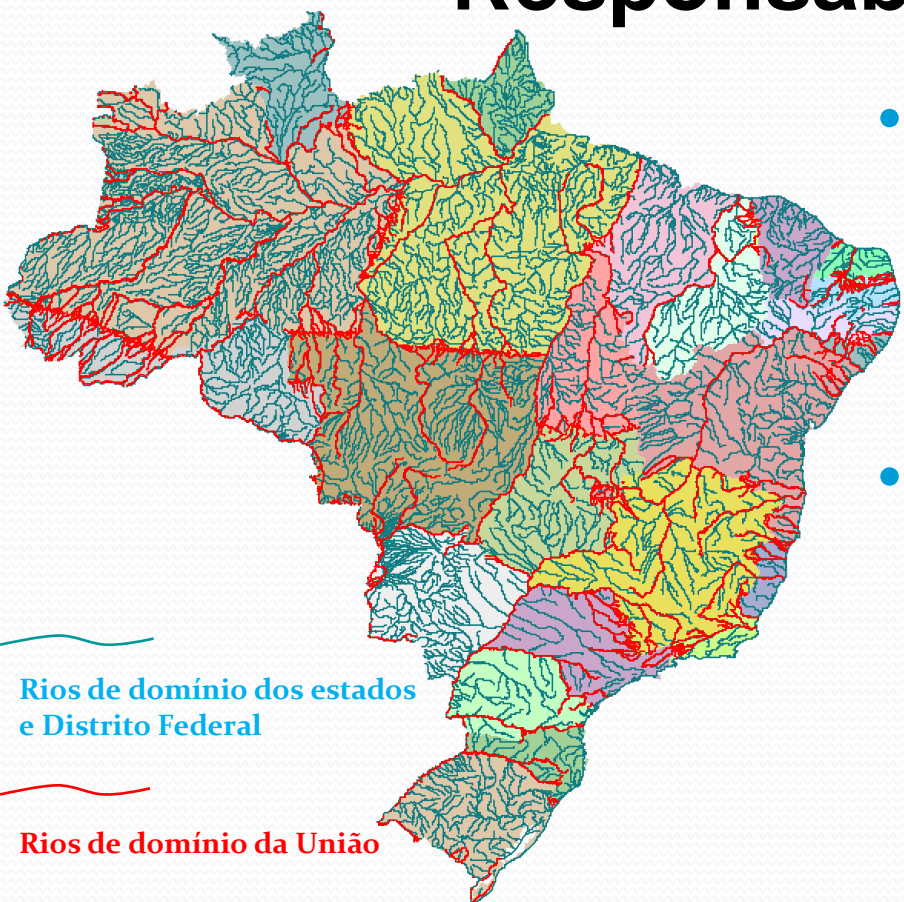 Rios de domínio dos estados
e Distrito Federal
Rios de domínio da União